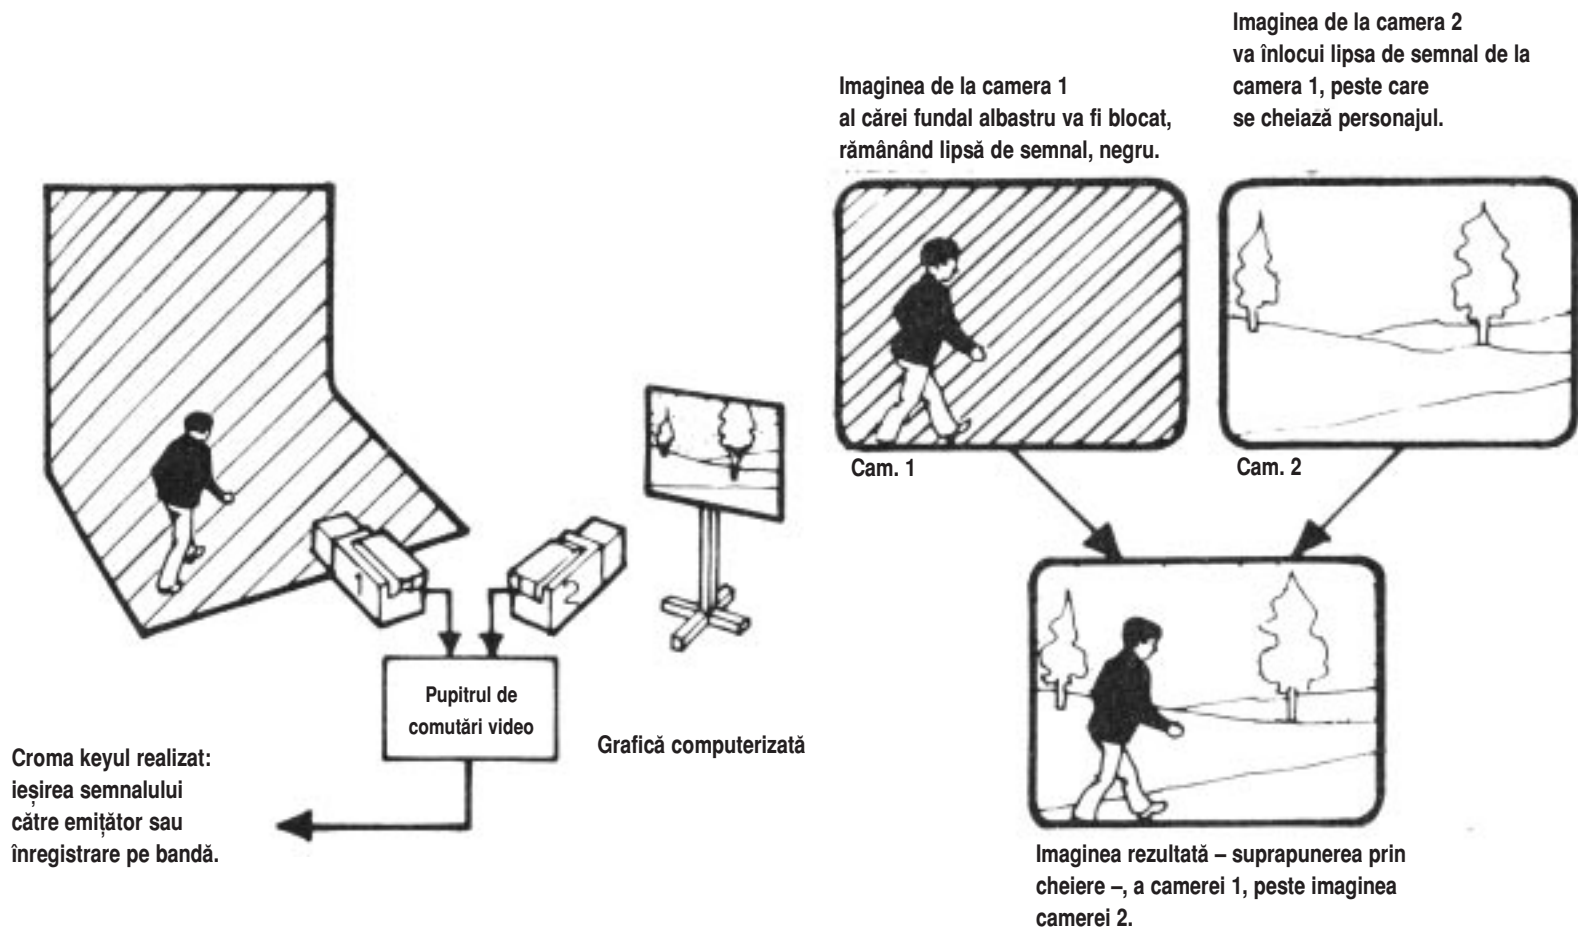 Imaginea de la camera 2
va înlocui lipsa de semnal de la
camera 1, peste care
se cheiază personajul.
Imaginea de la camera 1
al cărei fundal albastru va fi blocat,
rămânând lipsă de semnal, negru.
Cam. 1
Cam. 2
1
2
Pupitrul de
comutări video
Grafică computerizată
Croma keyul realizat:
ieșirea semnalului
către emițător sau
înregistrare pe bandă.
Imaginea rezultată – suprapunerea prin
cheiere –, a camerei 1, peste imaginea
camerei 2.